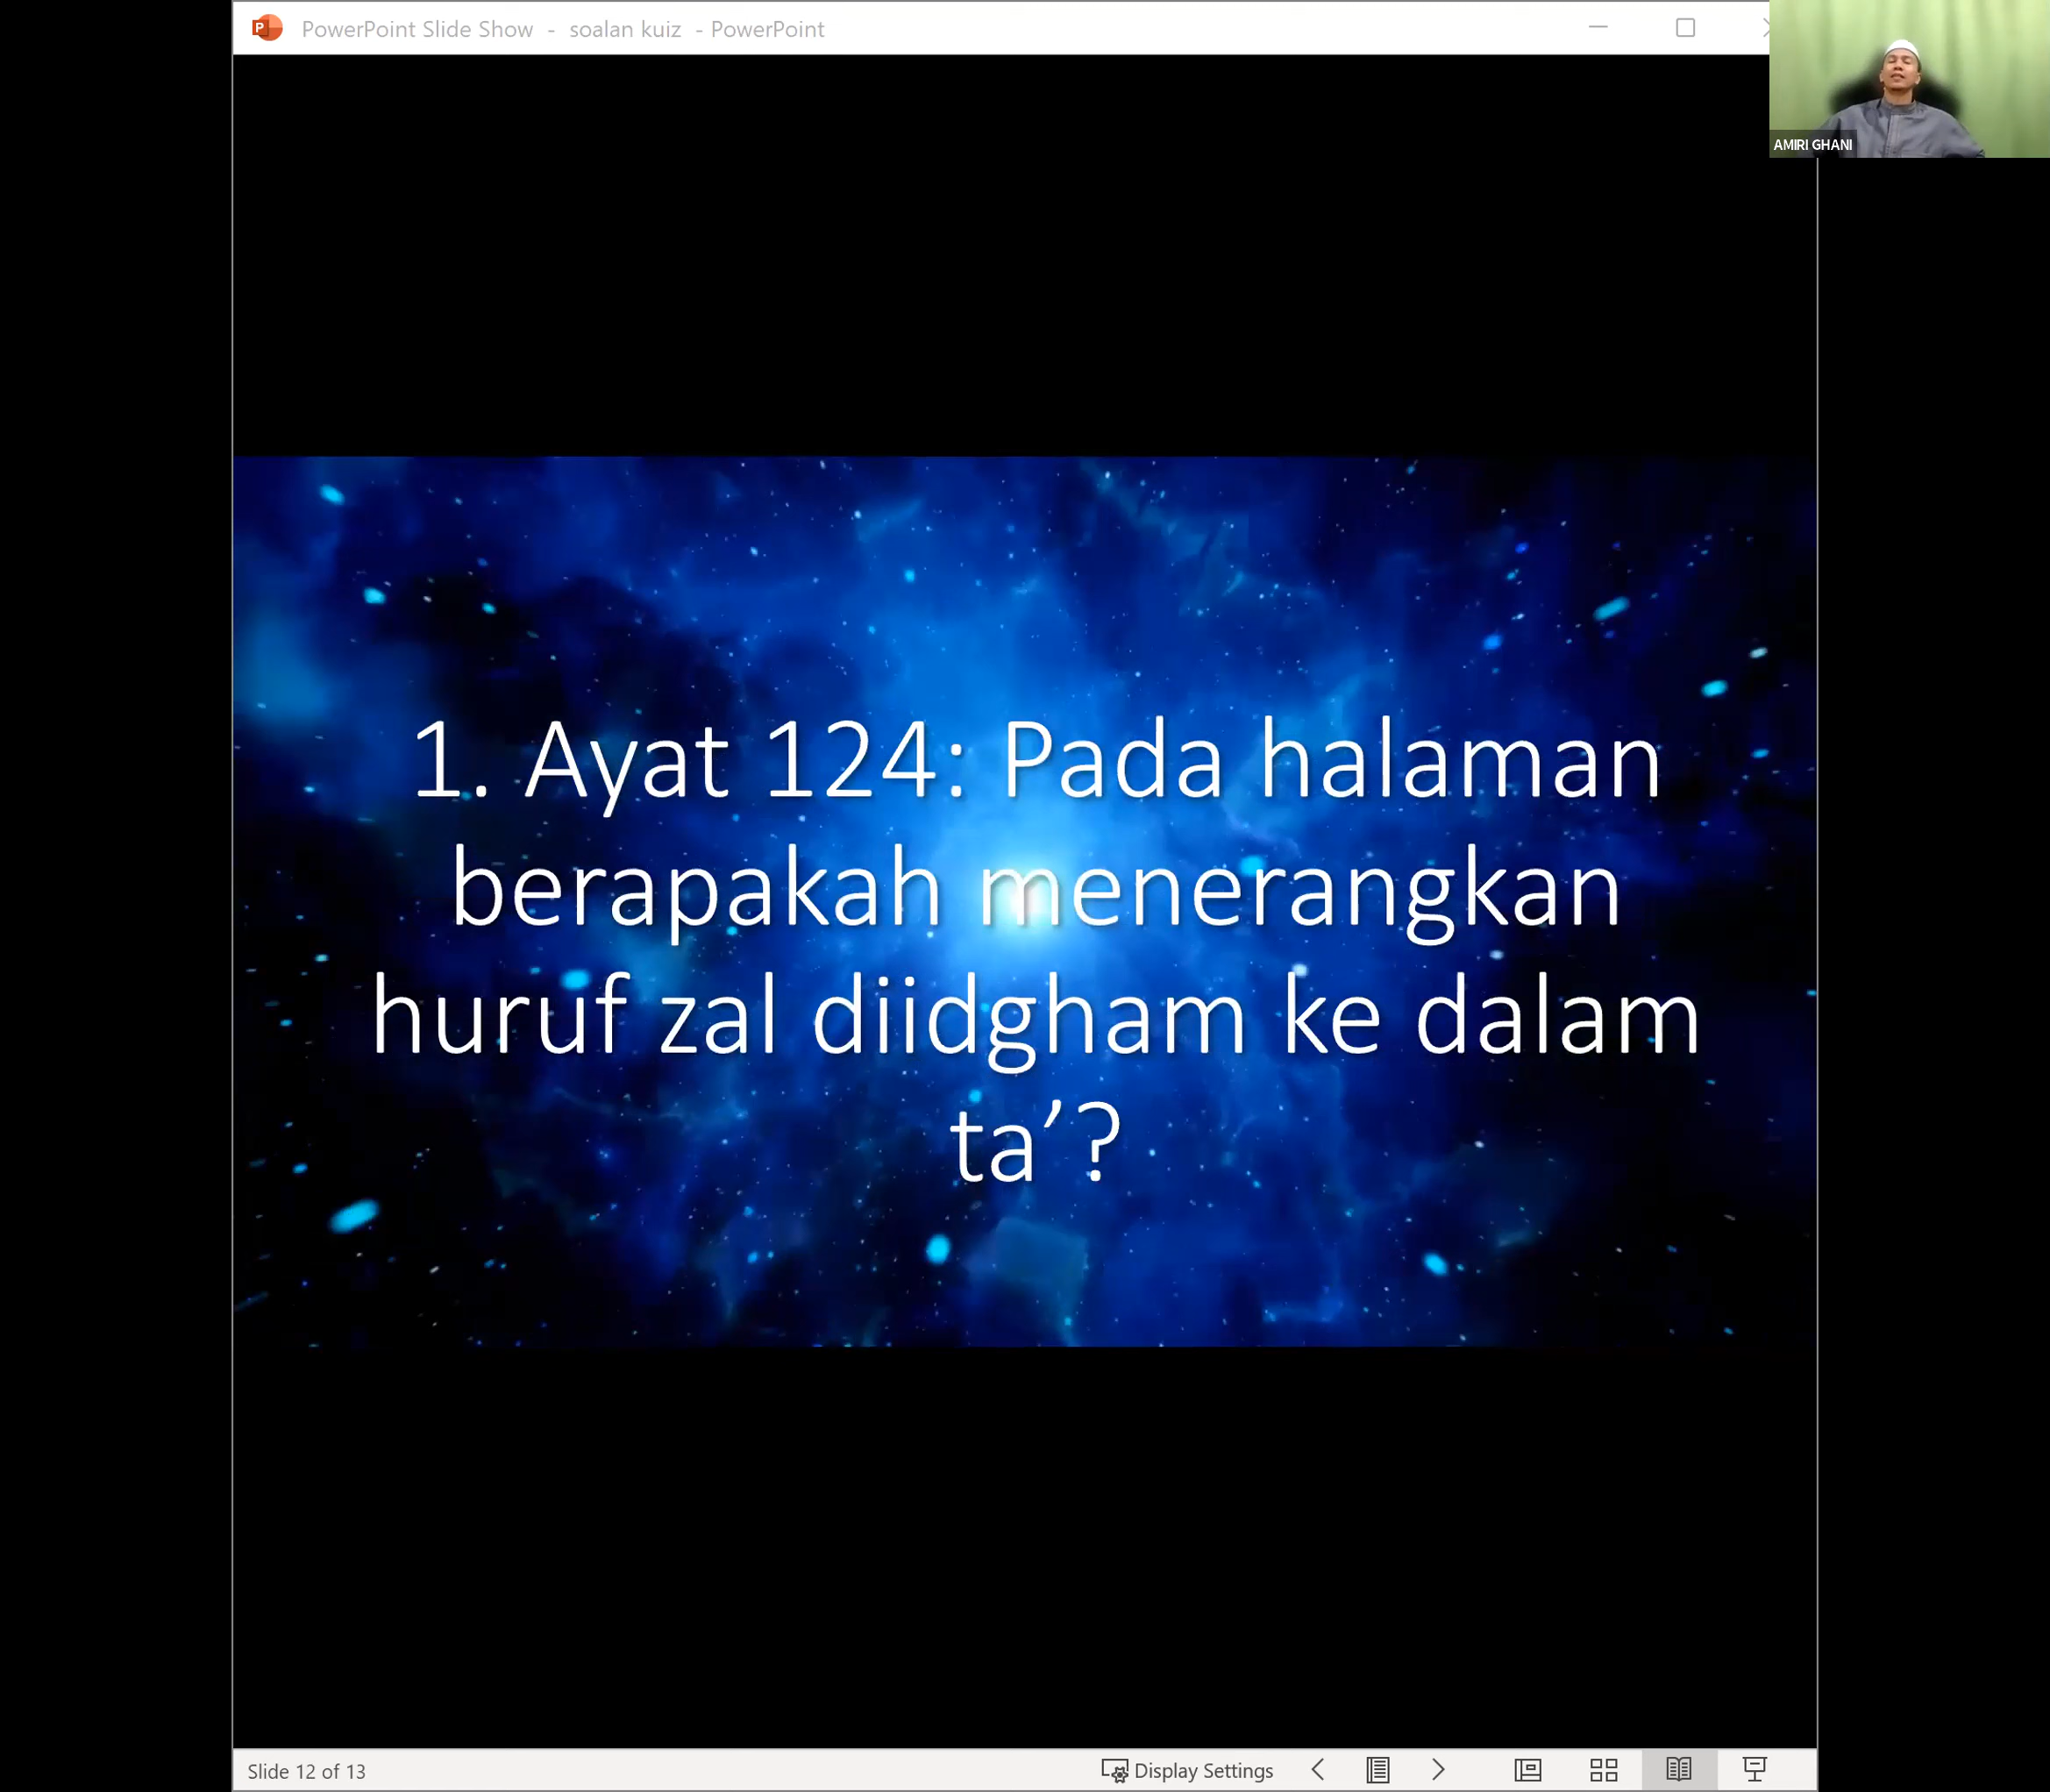 PowerPoint Slide Show - soalan kuiz - PowerPoint
AMIRI GHANI
1. Ayat 124: Pada halaman
berapakah menerangkan
huruf zal diidgham ke dalam
ta’?
Slide 12 of 13
Display Settings